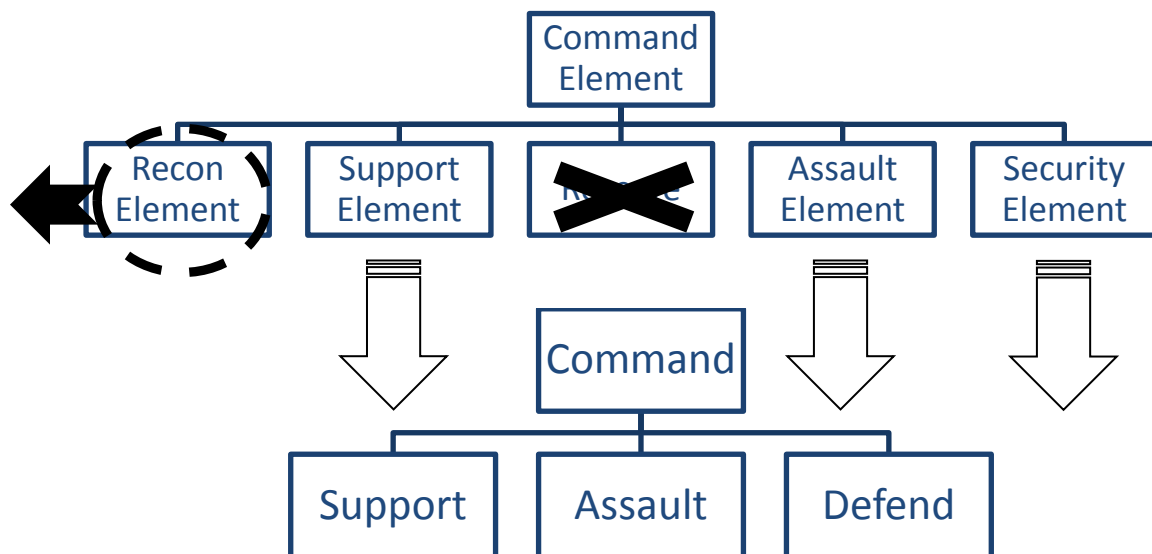 Command
Element
Recon
Element
Support
Element
Assault
Element
Security
Element
Command
Support
Assault
Defend